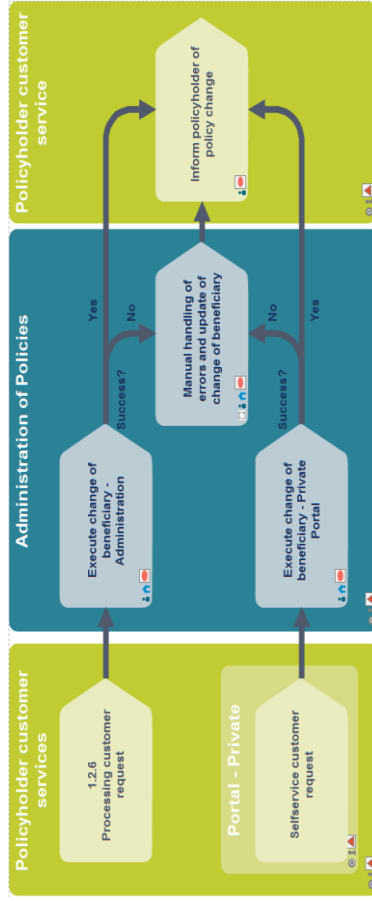 Policyholder customer
services
1.2.6
Processing customer
request
Portal - Private
Selfservice customer
request
Administration of Policies
Execute change of
beneficiary -
Administration
Success?
Yes
No
Manual handling of
errors and update of
change of beneficiary
Execute change of
beneficiary - Private
Portal
Success?
No
Yes
Policyholder customer
service
Inform policyholder of
policy change